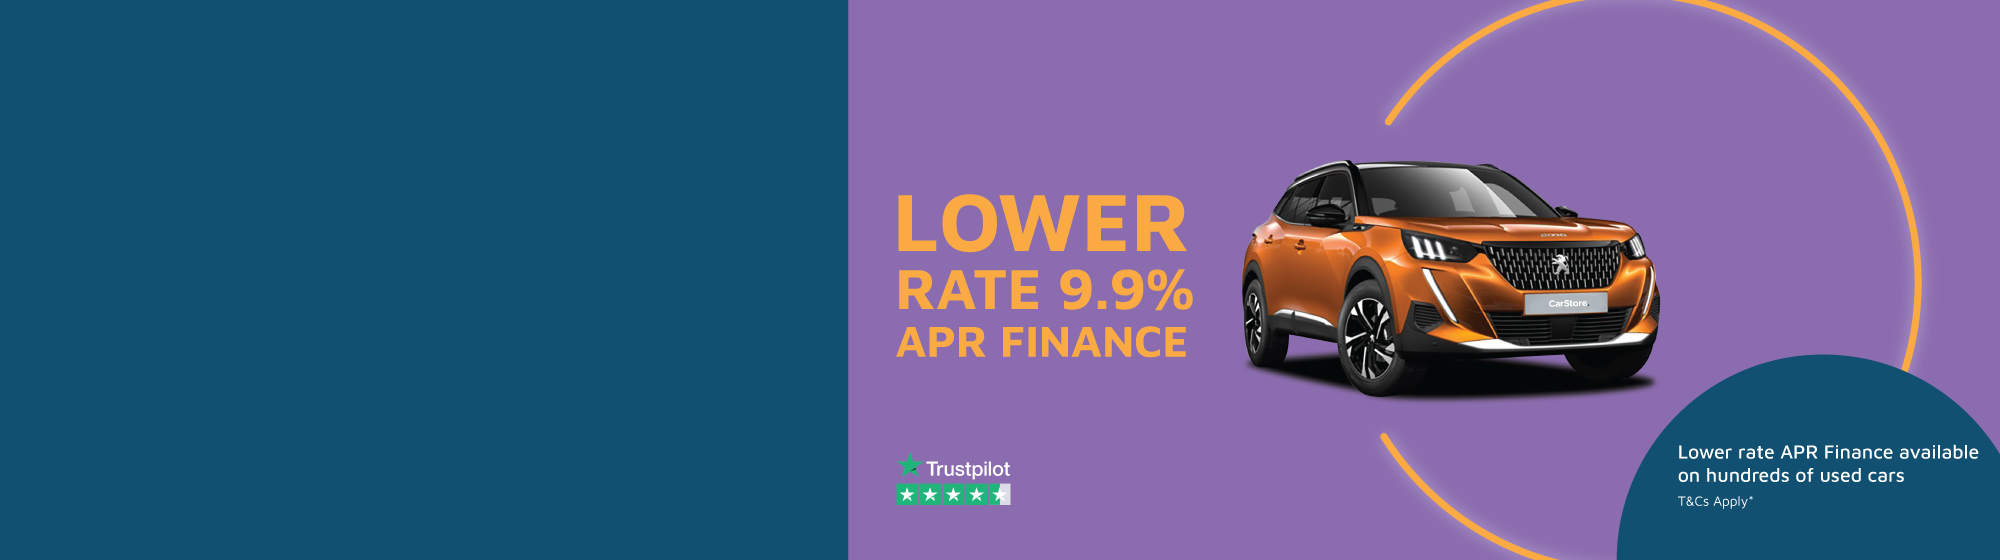 LOWER
RATE 9.9%
APR FINANCE
Trustpilot
CarStore.
Lower rate APR Finance available
on hundreds of used cars
T&Cs Apply*